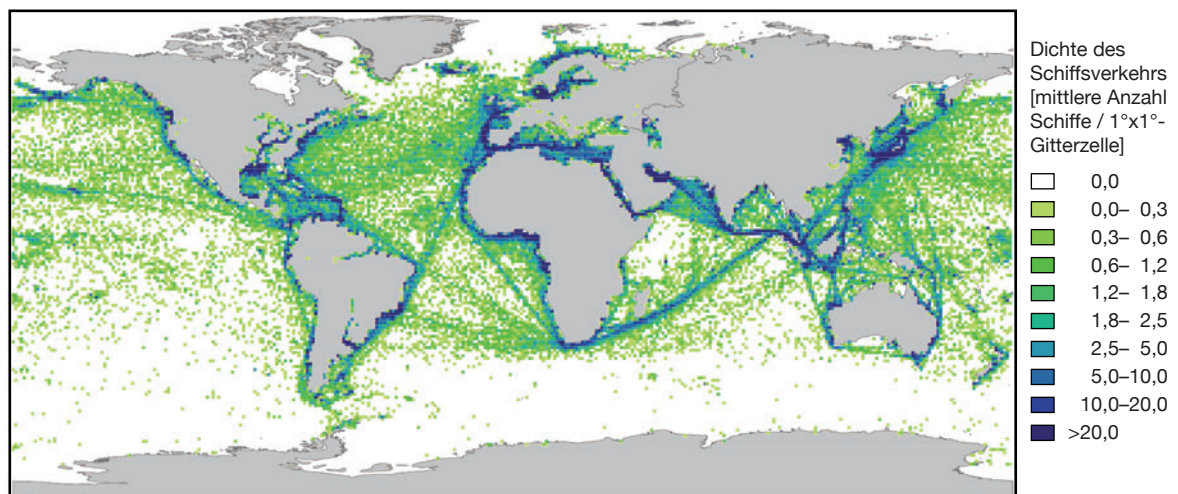 Dichte des
Schiffsverkehrs
[mittlere Anzahl
Schiffe / 1°x1°-
Gitterzelle]
0,0
0,0– 0,3
0,3– 0,6
0,6– 1,2
1,2– 1,8
1,8– 2,5
2,5– 5,0
5,0–10,0
10,0–20,0
>20,0